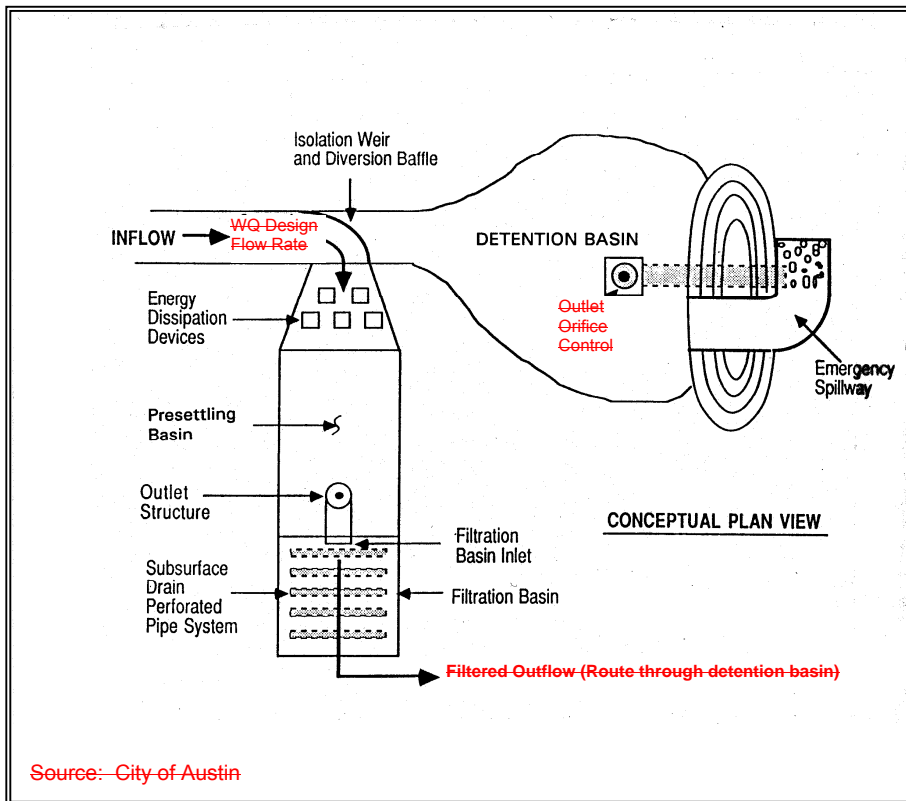 Isolation Weir
and Diversion Baffle
INFLOW
WQ Design
Flow Rate
DETENTION BASIN
Outlet
Orifice
Control
Energy
Dissipation
Devices
Emergency
Spillway
Presettling
Basin
Outlet
Structure
CONCEPTUAL PLAN VIEW
Filtration
Basin Inlet
Subsurface
Drain
Perforated
Pipe System
Filtration Basin
Filtered Outflow (Route through detention basin)
Source: City of Austin